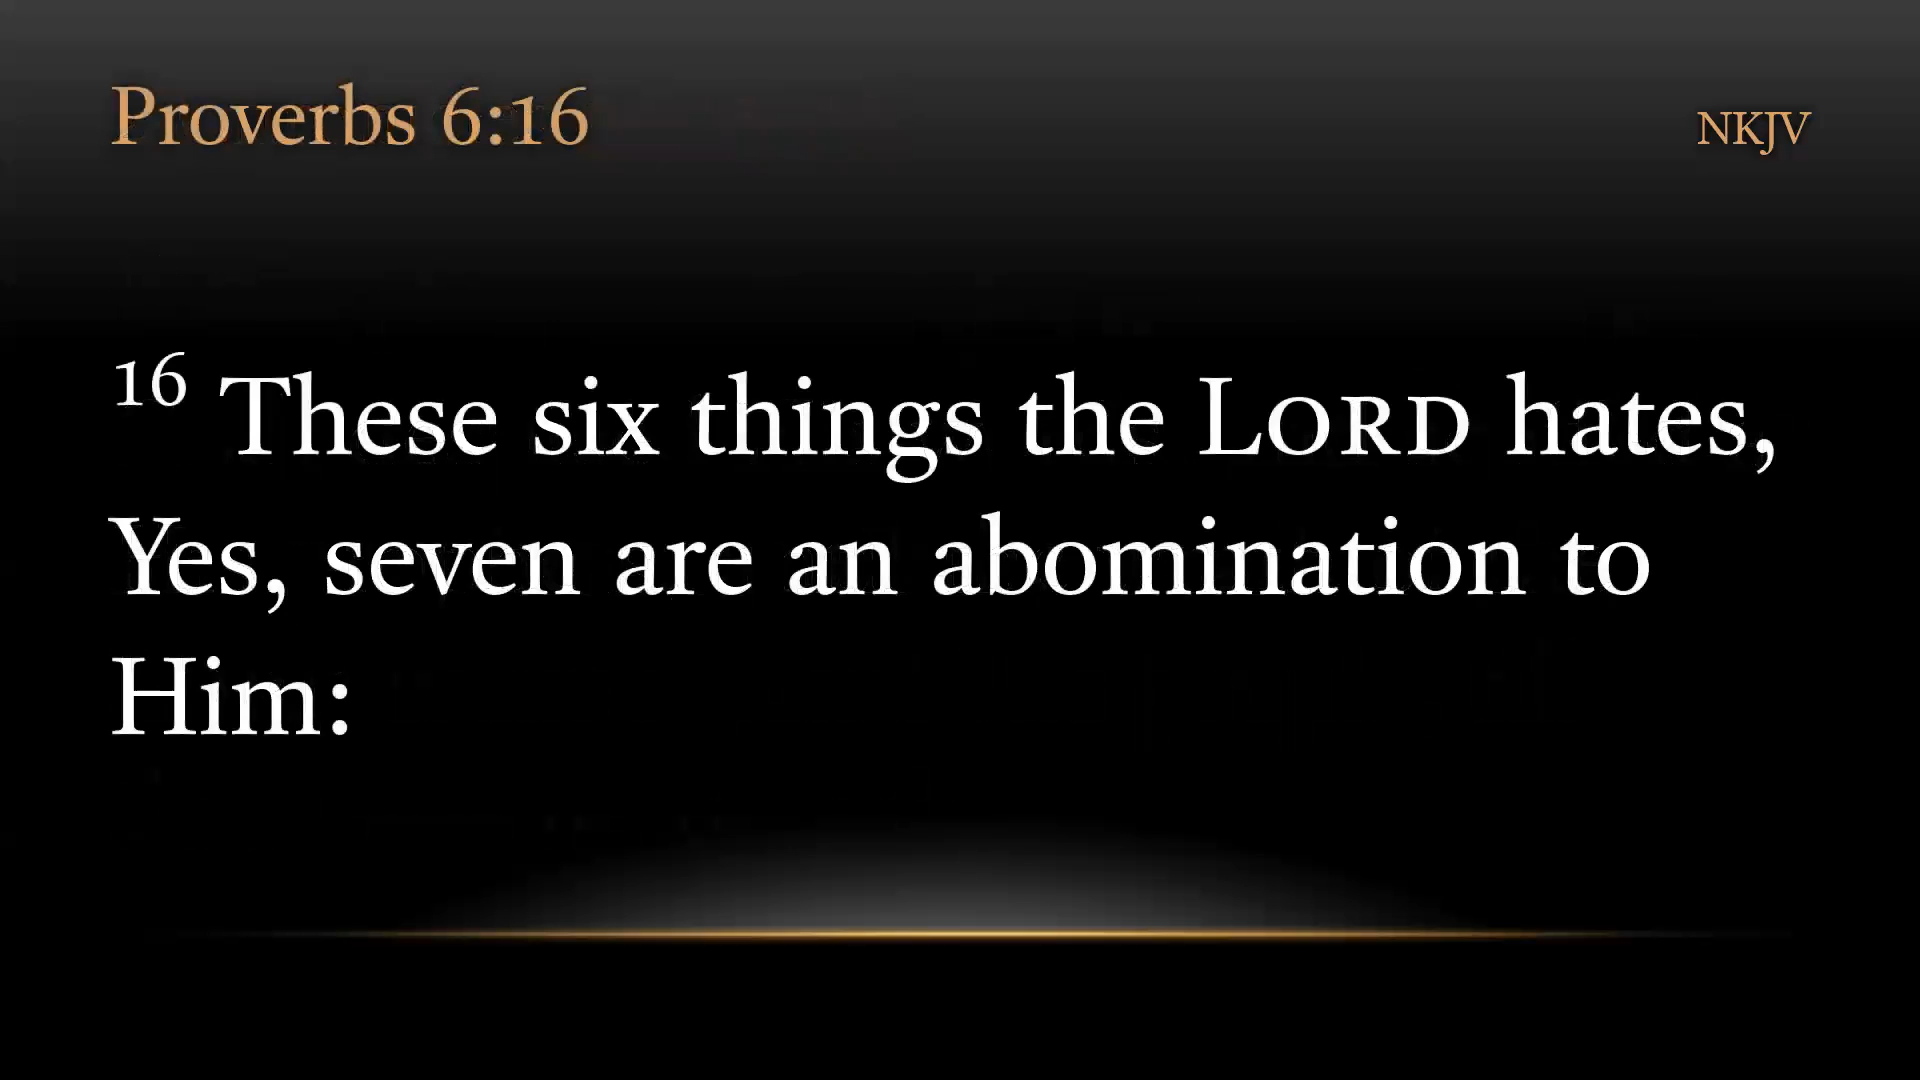 Proverbs 6:16 NKJV
16 These six things the LORD hates,
Yes, seven are an abomination to
Him: